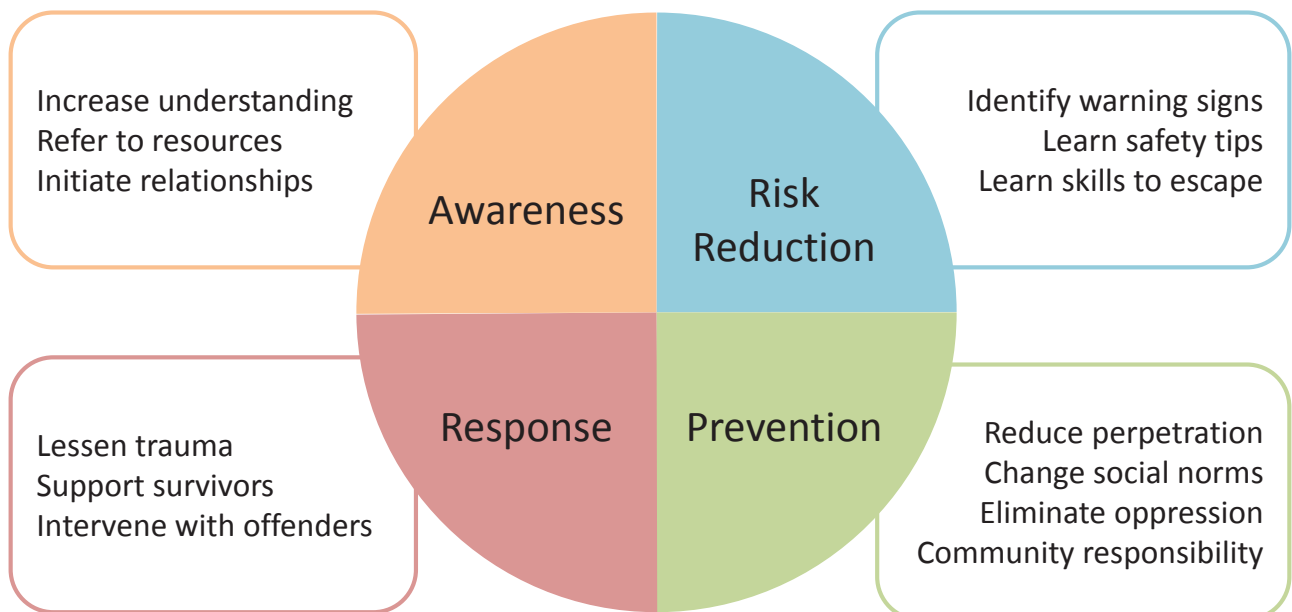 Increase understanding
Refer to resources
Initiate relationships
Awareness
Risk
Reduction
Identify warning signs
Learn safety tips
Learn skills to escape
Lessen trauma
Support survivors
Intervene with offenders
Response
Prevention
Reduce perpetration
Change social norms
Eliminate oppression
Community responsibility